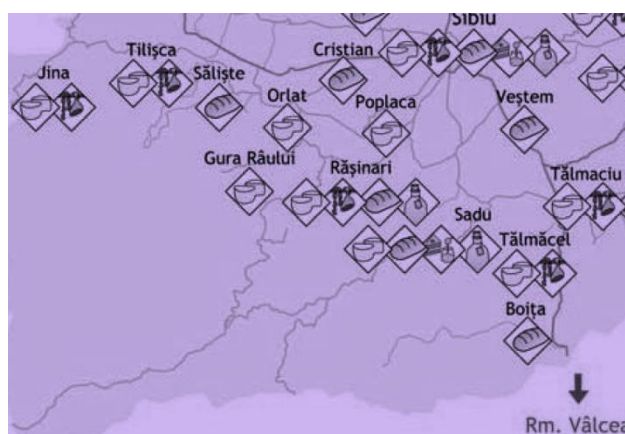 Sibiu
Tilișca
Cristian
Jina
Săliște
Orlat
Poplaca
Veștem
Gura Râului
Rășinari
Tălmaciu
Sadu
Tălmăcel
Boița
Rm. Vâlcea